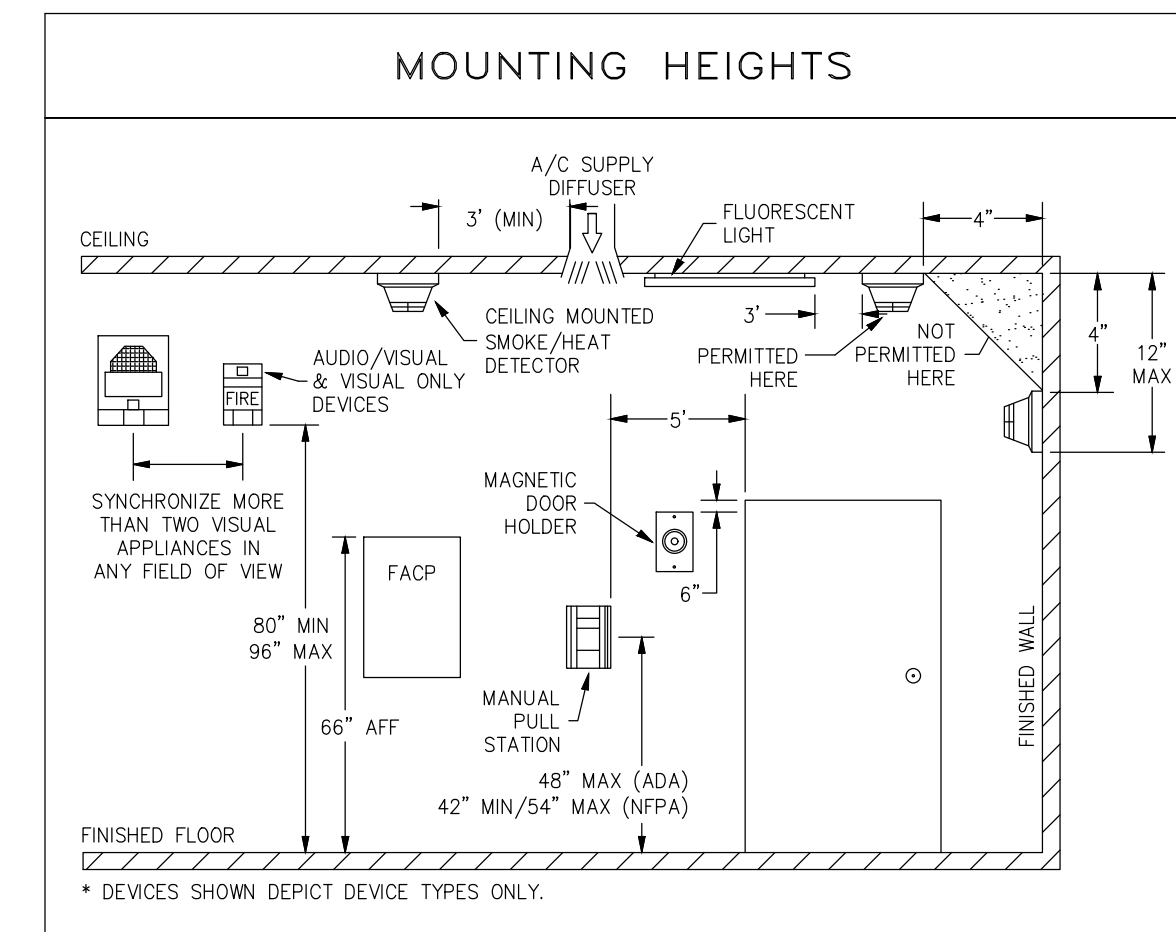 MOUNTING HEIGHTS
A/C SUPPLY
DIFFUSER
3' (MIN)
FLUORESCENT
LIGHT
4"
CEILING
CEILING MOUNTED
SMOKE/HEAT
DETECTOR
3'
PERMITTED
HERE
NOT
PERMITTED
HERE
4"
12"
MAX
AUDIO/VISUAL
& VISUAL ONLY
DEVICES
FIRE
5'
SYNCHRONIZE MORE
THAN TWO VISUAL
APPLIANCES IN
ANY FIELD OF VIEW
MAGNETIC
DOOR
HOLDER
6"
FACP
80" MIN
96" MAX
66" AFF
MANUAL
PULL
STATION
48" MAX (ADA)
42" MIN/54" MAX (NFPA)
FINISHED WALL
FINISHED FLOOR
* DEVICES SHOWN DEPICT DEVICE TYPES ONLY.